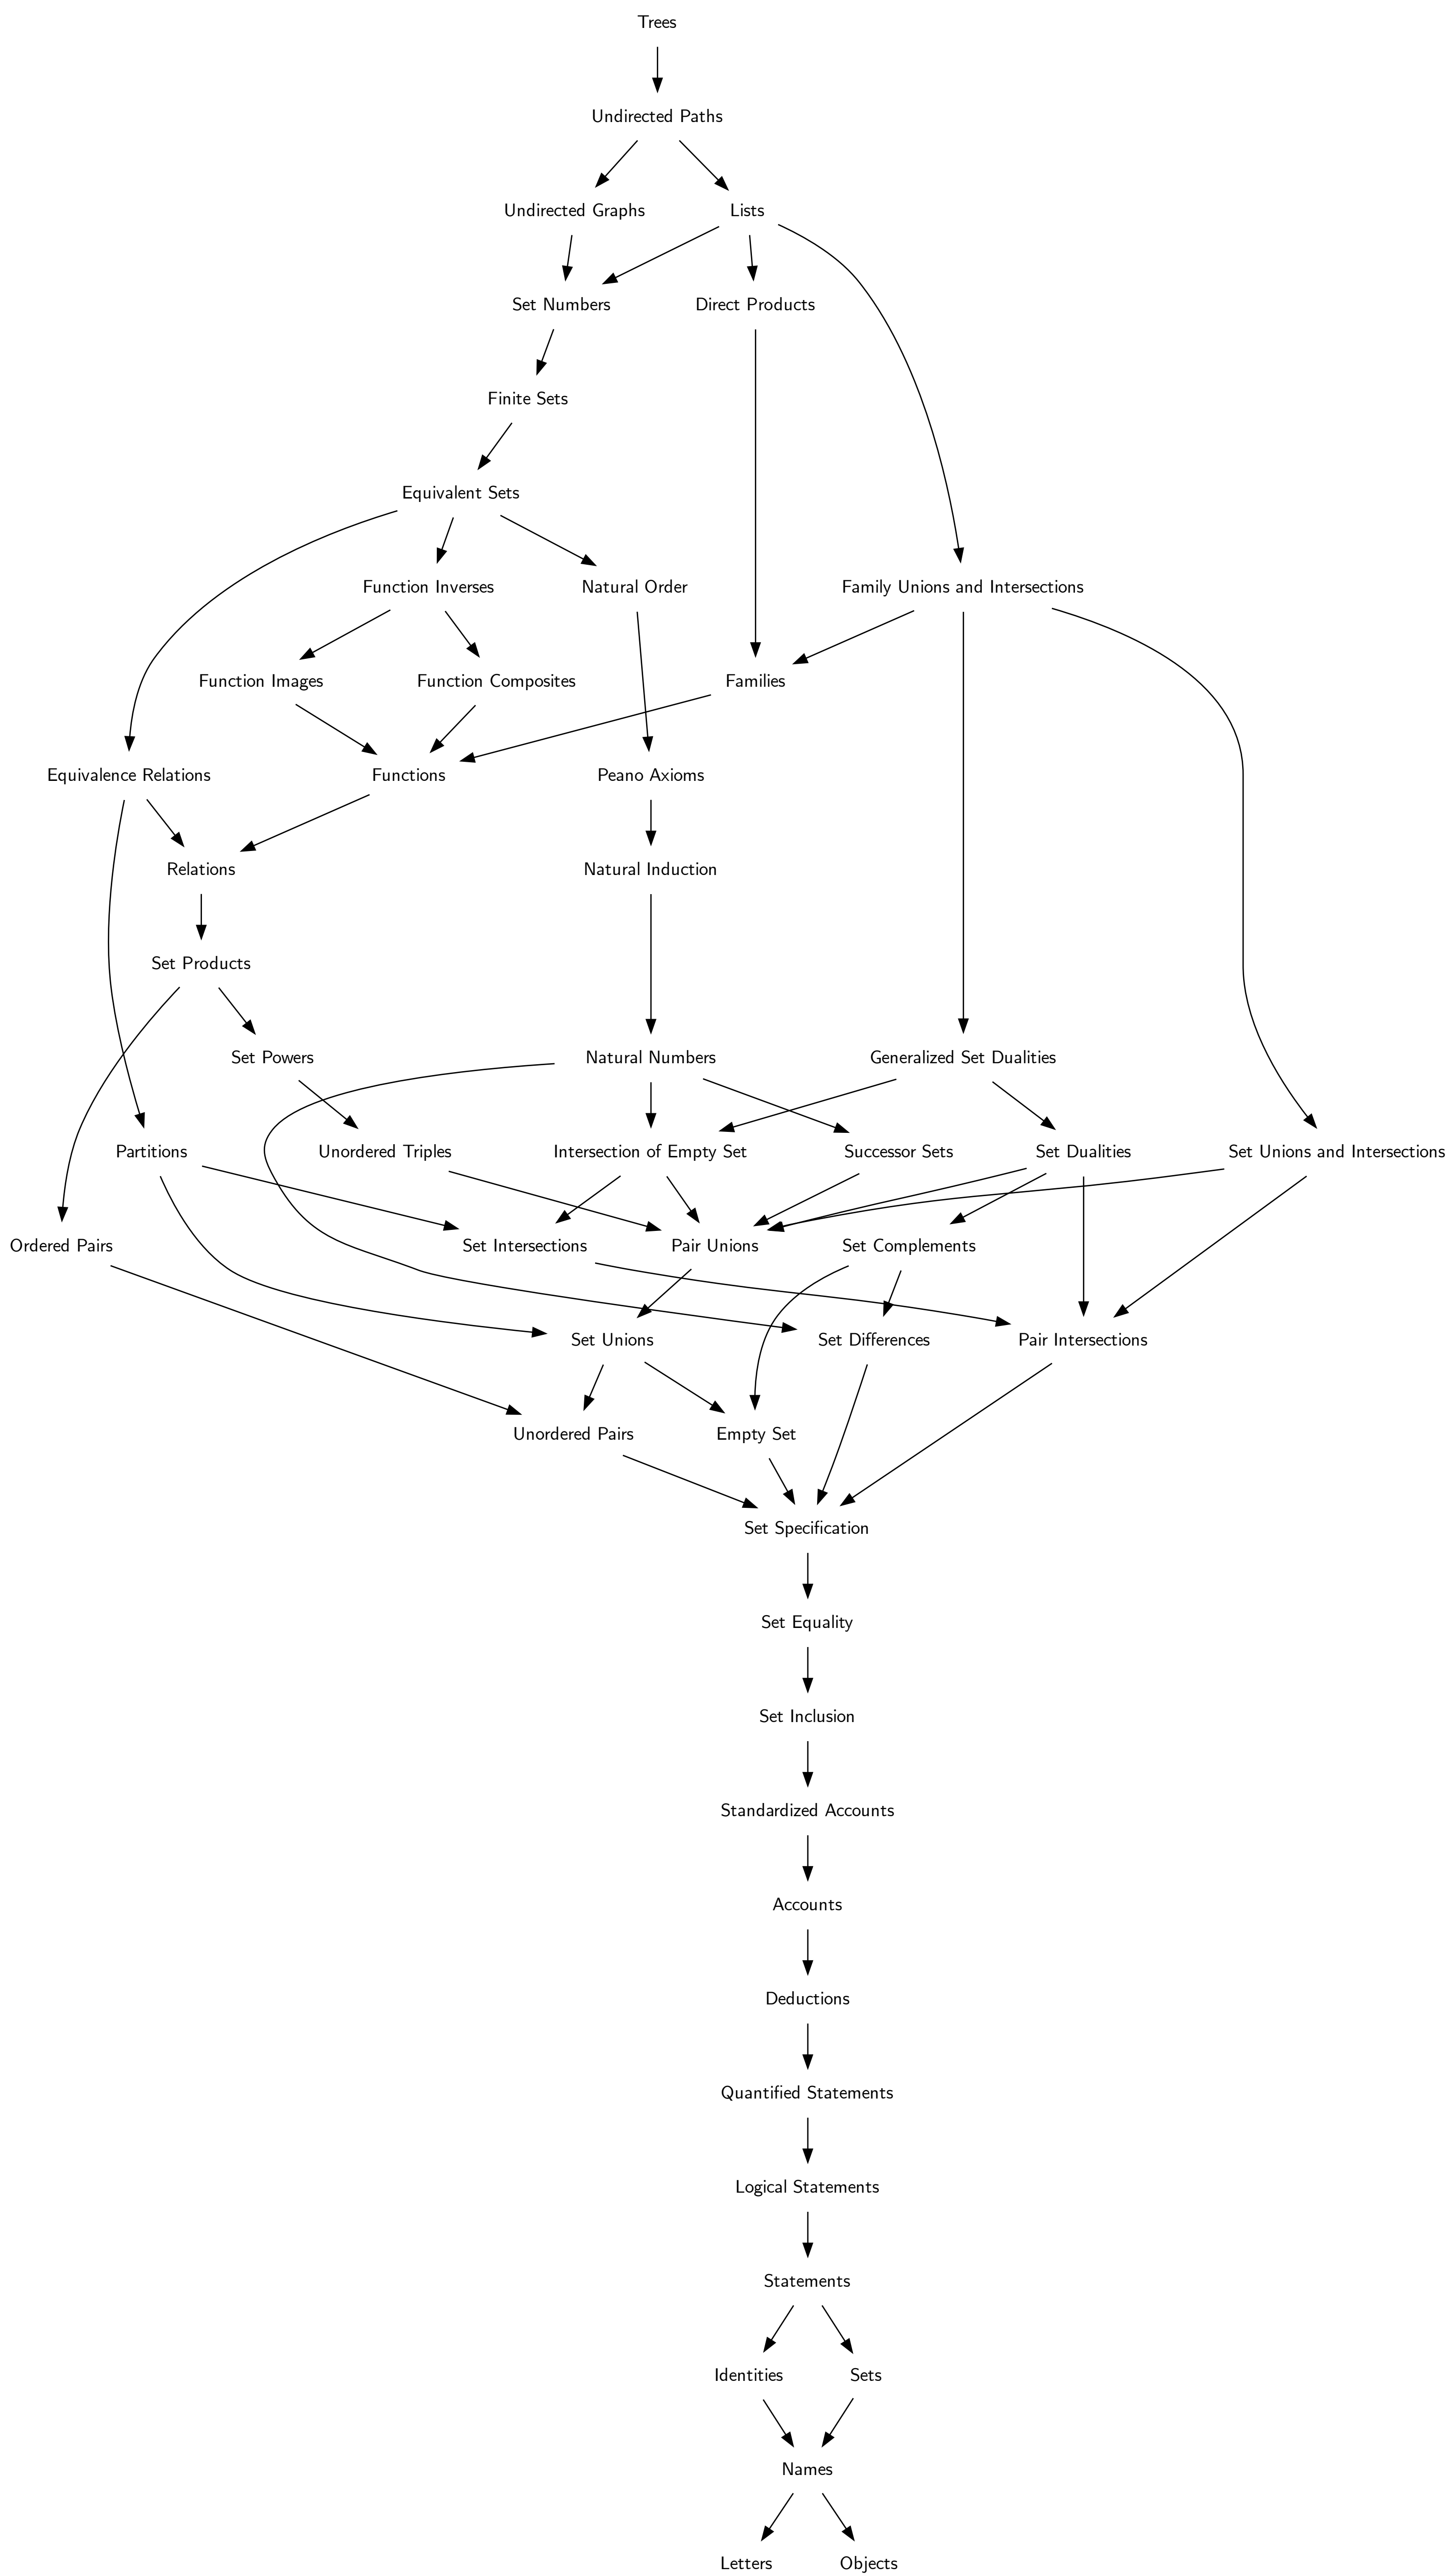 Trees
Undirected Paths
Undirected Graphs
Lists
Set Numbers
Direct Products
Finite Sets
Equivalent Sets
Function Inverses
Natural Order
Family Unions and Intersections
Function Images
Function Composites
Families
Equivalence Relations
Functions
Peano Axioms
Relations
Natural Induction
Set Products
Set Powers
Natural Numbers
Generalized Set Dualities
Partitions
Unordered Triples
Intersection of Empty Set
Successor Sets
Set Dualities
Set Unions and Intersections
Ordered Pairs
Set Intersections
Pair Unions
Set Complements
Set Unions
Set Differences
Pair Intersections
Unordered Pairs
Empty Set
Set Specification
Set Equality
Set Inclusion
Standardized Accounts
Accounts
Deductions
Quantified Statements
Logical Statements
Statements
Identities
Sets
Names
Letters
Objects